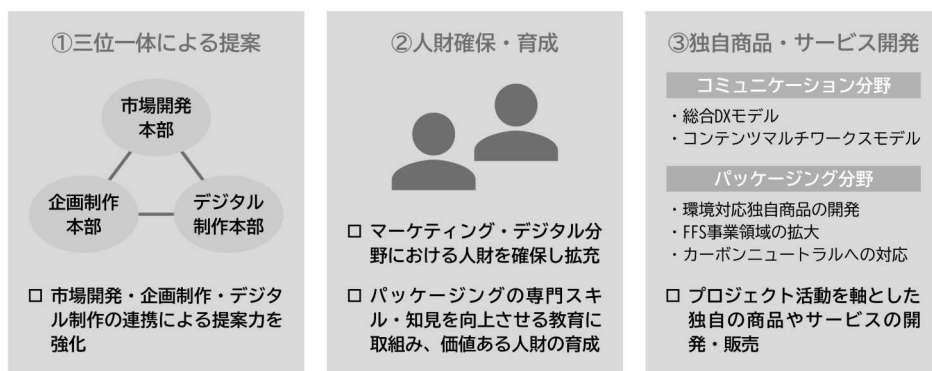 ①三位一体による提案
市場開発
本部
企画制作
本部
デジタル
制作本部
□ 市場開発・企画制作・デジタ
ル制作の連携による提案力を
強化
②人財確保・育成
□ マーケティング・デジタル分
野における人財を確保し拡充
□ パッケージングの専門スキ
ル・知見を向上させる教育に
取組み、価値ある人財の育成
③独自商品・サービス開発
コミュニケーション分野
・総合DXモデル
・コンテンツマルチワークスモデル
パッケージング分野
・環境対応独自商品の開発
・FFS事業領域の拡大
・カーボンニュートラルへの対応
□ プロジェクト活動を軸とした
独自の商品やサービスの開
発・販売